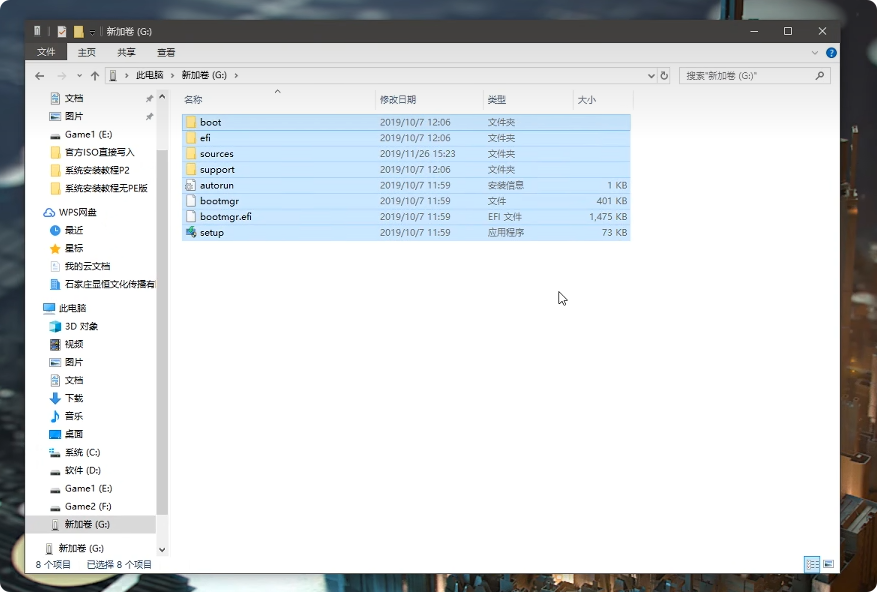 新加卷 (G:)
文件 主页 共享 查看
此电脑 新加卷 (G:) 搜索"新加卷 (G:)"
名称 修改日期 类型 大小
boot 2019/10/7 12:06 文件夹
efi 2019/10/7 12:06 文件夹
sources 2019/11/26 15:23 文件夹
support 2019/10/7 12:06 文件夹
autorun 2019/10/7 11:59 安装信息 1 KB
bootmgr 2019/10/7 11:59 文件 401 KB
bootmgr.efi 2019/10/7 11:59 EFI 文件 1,475 KB
setup 2019/10/7 11:59 应用程序 73 KB
文档
图片
Game1 (E:)
官方ISO直接写入
系统安装教程P2
系统安装教程无PE版
WPS网盘
最近
星标
我的云文档
石家庄显恒文化传播有
此电脑
3D 对象
视频
图片
文档
下载
音乐
桌面
系统 (C:)
软件 (D:)
Game1 (E:)
Game2 (F:)
新加卷 (G:)
新加卷 (G:)
8 个项目 已选择 8 个项目